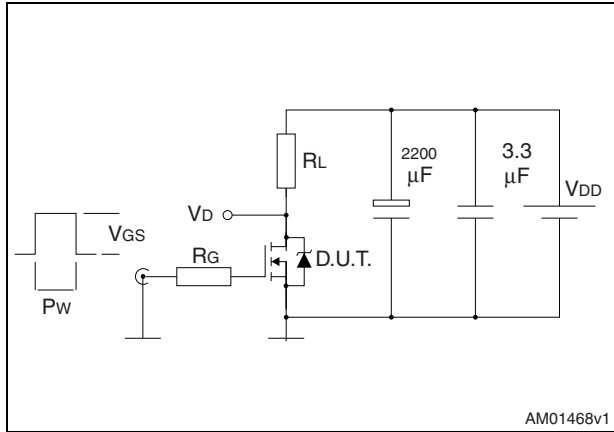 RL
2200
μF
3.3
μF
VDD
VD
VGS
RG
D.U.T.
PW
AM01468v1